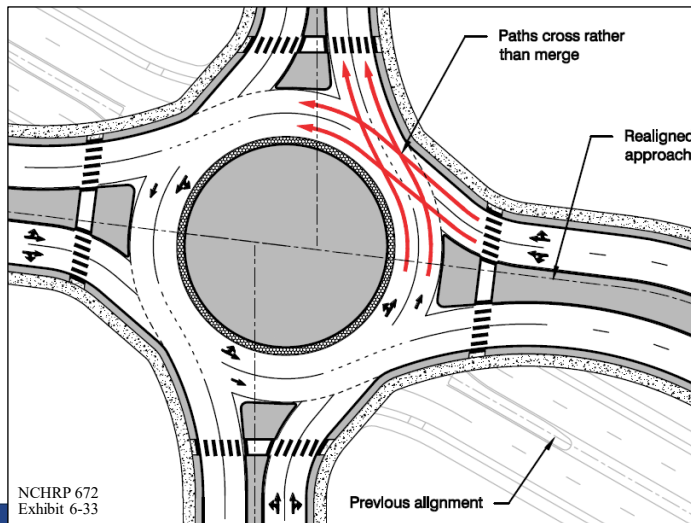 Paths cross rather
than merge
Realigned
approach
NCHRP 672
Exhibit 6-33
Previous alignment